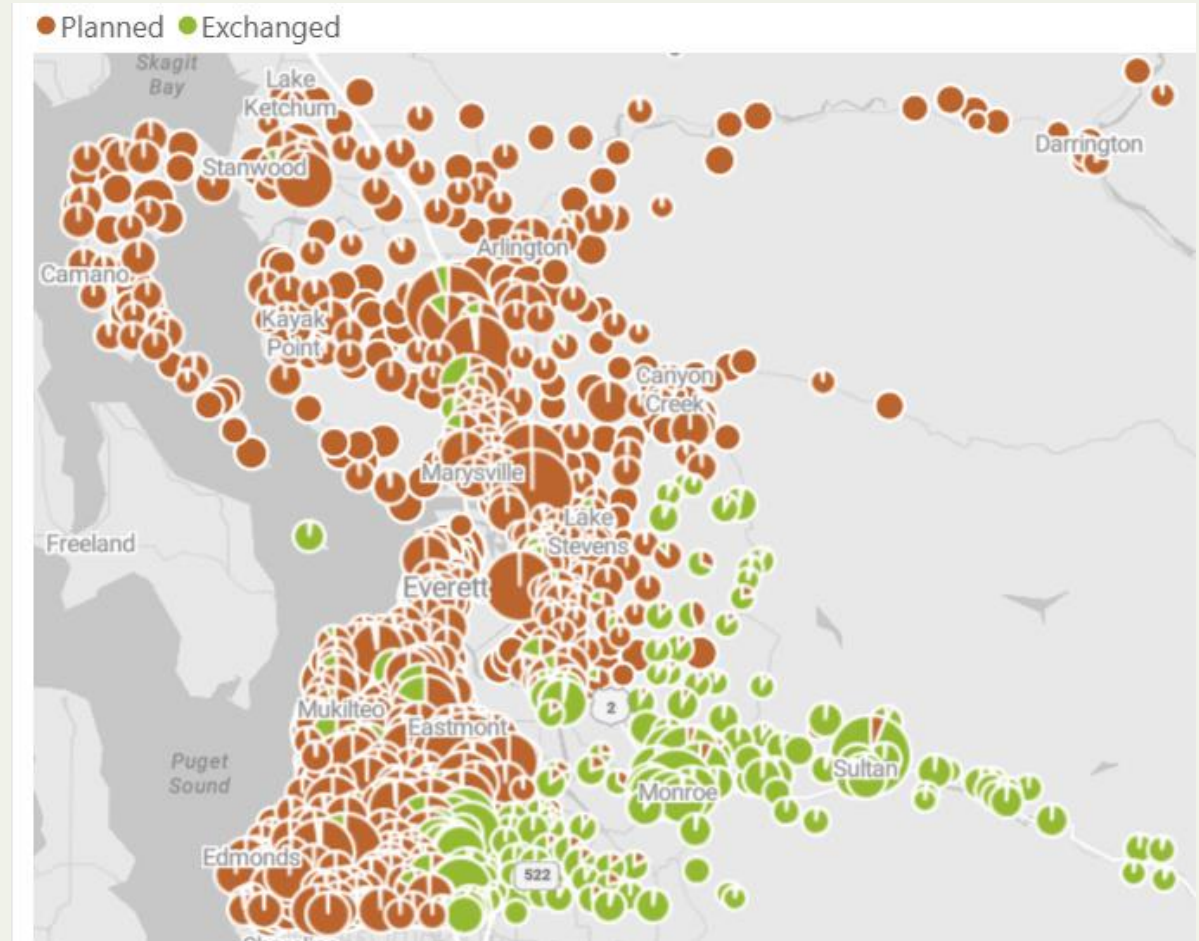 Planned Exchanged
Skagit
Bay
Lake
Ketchum
Darrington
Stanwood
Arlington
Camano
Kayak
Point
Canyon
Creek
Marysville
Lake
Stevens
Freeland
Everett
2
Mukilteo
Eastmont
Puget
Sound
Sultan
Monroe
Edmonds
522